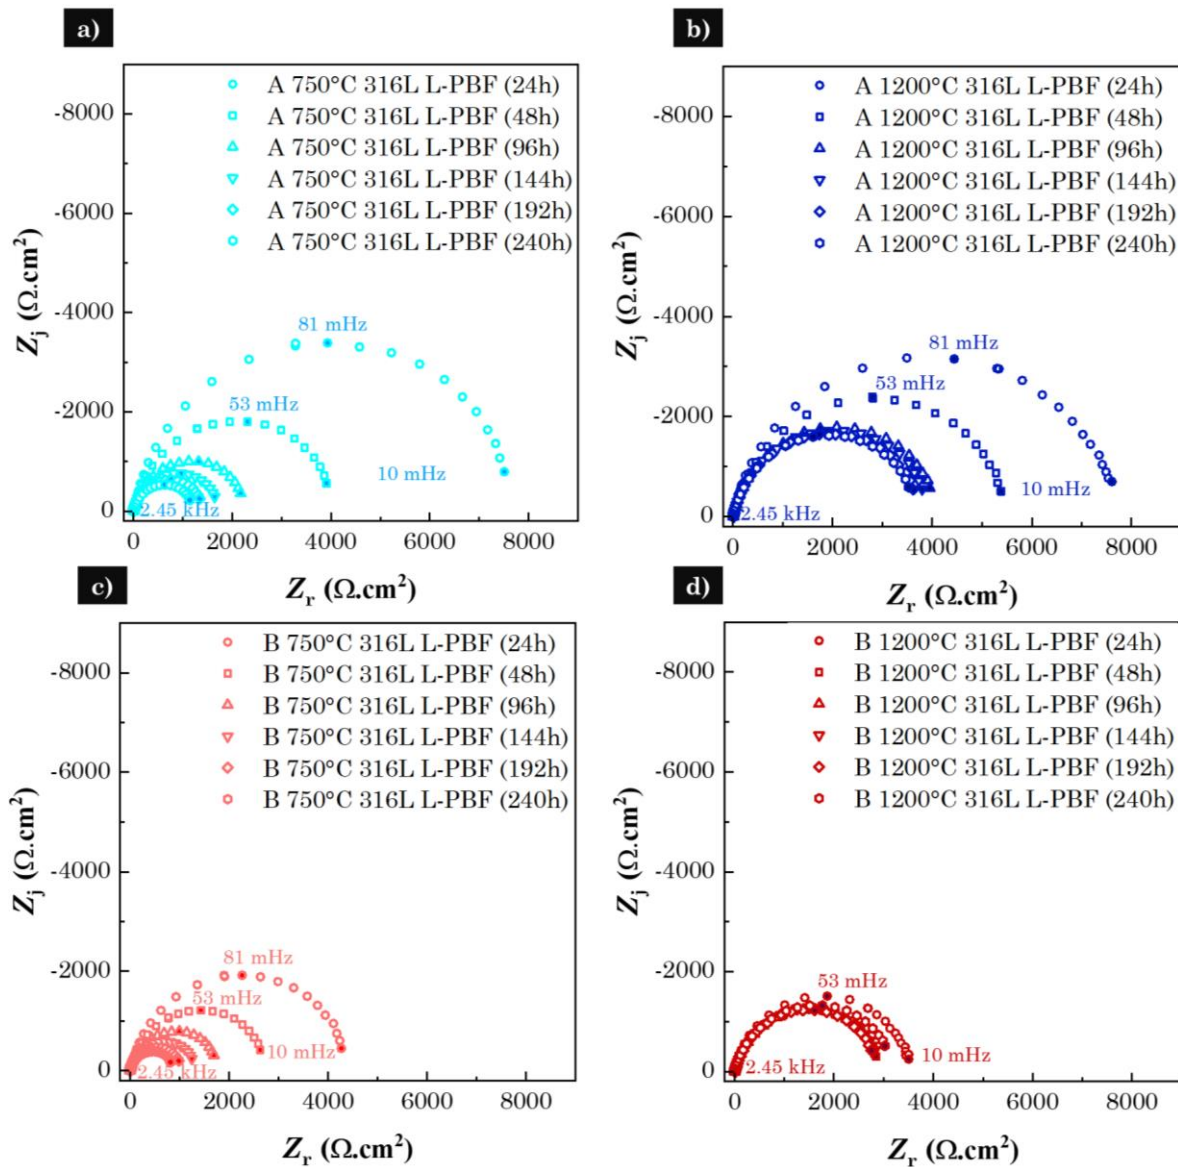 a)
A 750°C 316L L-PBF (24h)
A 750°C 316L L-PBF (48h)
A 750°C 316L L-PBF (96h)
A 750°C 316L L-PBF (144h)
A 750°C 316L L-PBF (192h)
A 750°C 316L L-PBF (240h)
-8000
-6000
-4000
-2000
0
Zj (Ω.cm²)
81 mHz
53 mHz
10 mHz
2.45 kHz
0 2000 4000 6000 8000
Zr (Ω.cm²)
b)
A 1200°C 316L L-PBF (24h)
A 1200°C 316L L-PBF (48h)
A 1200°C 316L L-PBF (96h)
A 1200°C 316L L-PBF (144h)
A 1200°C 316L L-PBF (192h)
A 1200°C 316L L-PBF (240h)
-8000
-6000
-4000
-2000
0
Zj (Ω.cm²)
81 mHz
53 mHz
10 mHz
2.45 kHz
0 2000 4000 6000 8000
Zr (Ω.cm²)
c)
B 750°C 316L L-PBF (24h)
B 750°C 316L L-PBF (48h)
B 750°C 316L L-PBF (96h)
B 750°C 316L L-PBF (144h)
B 750°C 316L L-PBF (192h)
B 750°C 316L L-PBF (240h)
-8000
-6000
-4000
-2000
0
Zj (Ω.cm²)
81 mHz
53 mHz
10 mHz
2.45 kHz
0 2000 4000 6000 8000
Zr (Ω.cm²)
d)
B 1200°C 316L L-PBF (24h)
B 1200°C 316L L-PBF (48h)
B 1200°C 316L L-PBF (96h)
B 1200°C 316L L-PBF (144h)
B 1200°C 316L L-PBF (192h)
B 1200°C 316L L-PBF (240h)
-8000
-6000
-4000
-2000
0
Zj (Ω.cm²)
53 mHz
10 mHz
2.45 kHz
0 2000 4000 6000 8000
Zr (Ω.cm²)